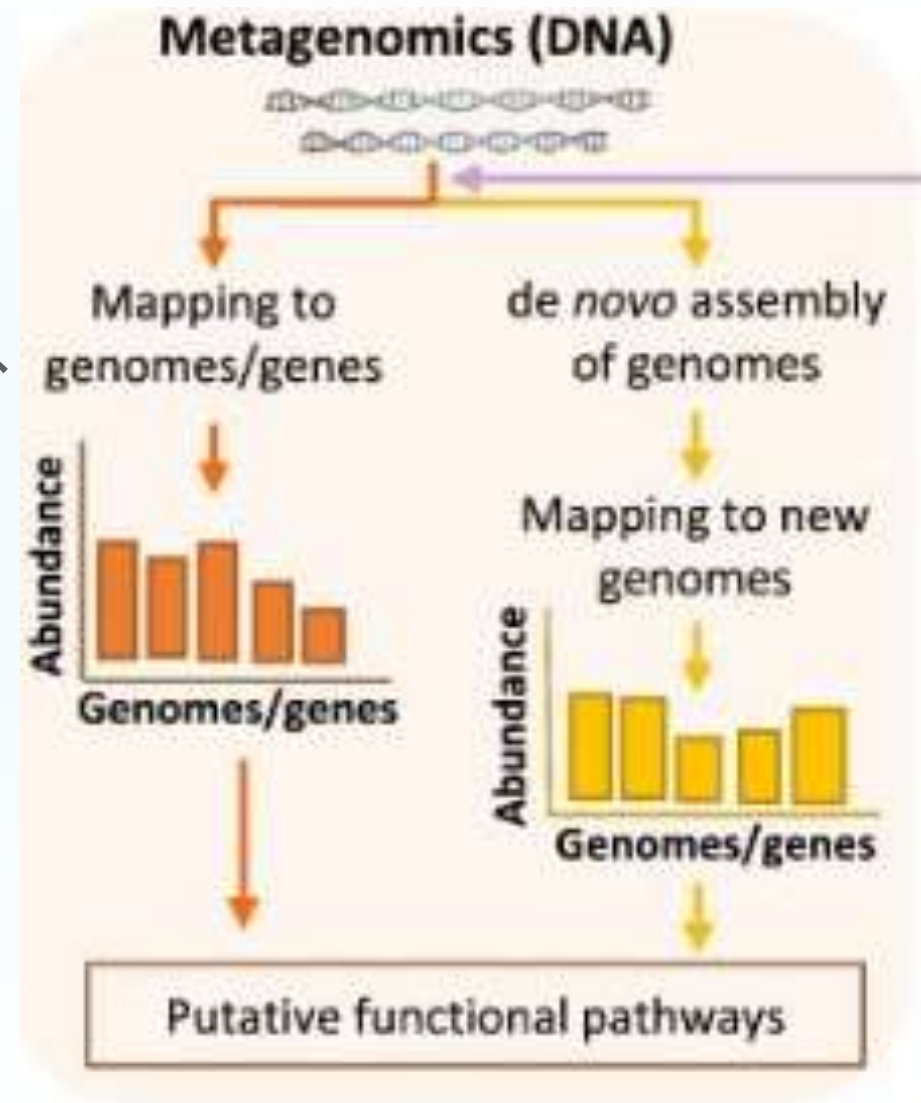 Metagenomics (DNA)
Mapping to
genomes/genes
Abundance
Genomes/genes
de novo assembly
of genomes
Mapping to new
genomes
Abundance
Genomes/genes
Putative functional pathways